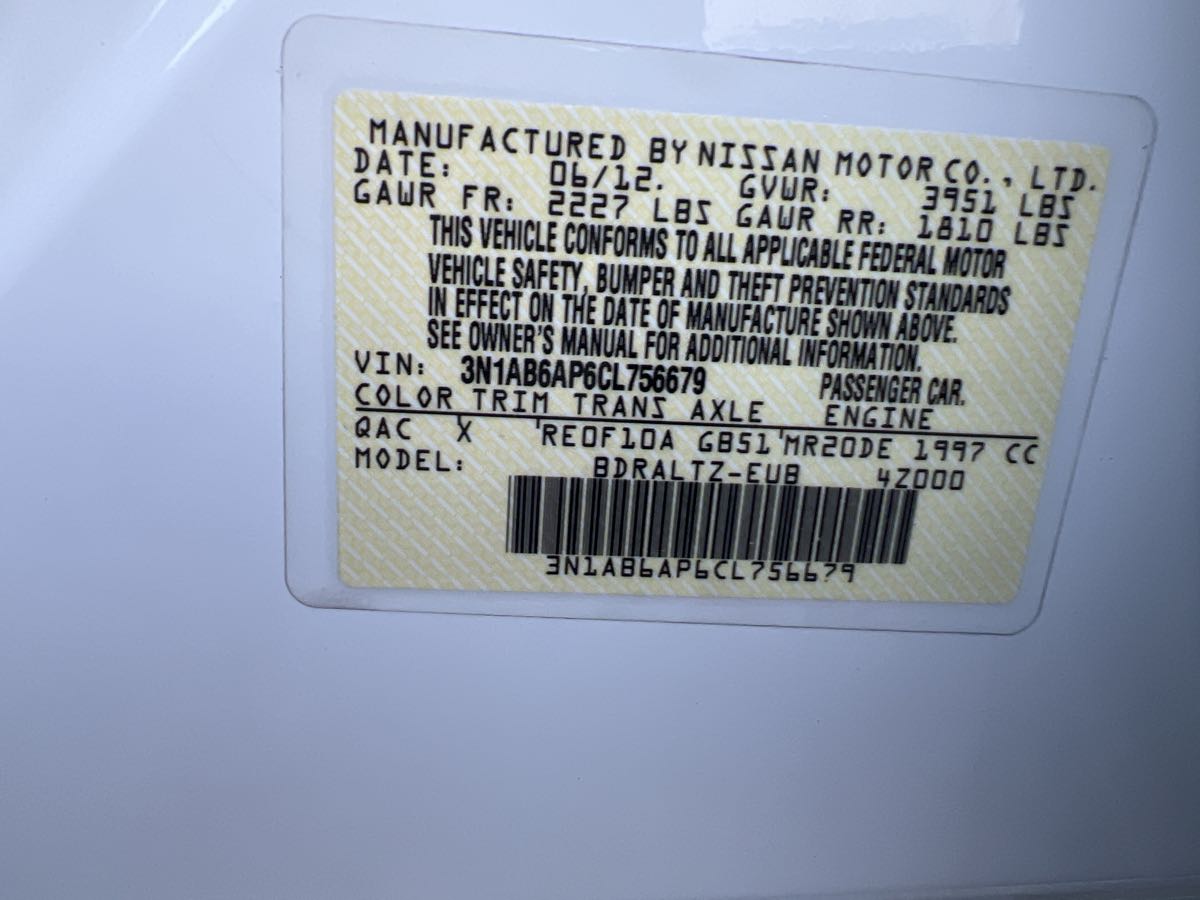 MANUFACTURED BY NISSAN MOTOR CO., LTD.
DATE: 06/12. GVWR: 3951 LBS
GAWR FR: 2227 LBS GAWR RR: 1810 LBS
THIS VEHICLE CONFORMS TO ALL APPLICABLE FEDERAL MOTOR
VEHICLE SAFETY, BUMPER AND THEFT PREVENTION STANDARDS
IN EFFECT ON THE DATE OF MANUFACTURE SHOWN ABOVE.
SEE OWNER'S MANUAL FOR ADDITIONAL INFORMATION.
VIN: 3N1AB6AP6CL756679 PASSENGER CAR.
COLOR TRIM TRANS AXLE ENGINE
QAC X 'RE0F10A GB51'MR20DE 1997 CC
MODEL: BDRALTZ-EUB 4Z000
3N1AB6AP6CL756679